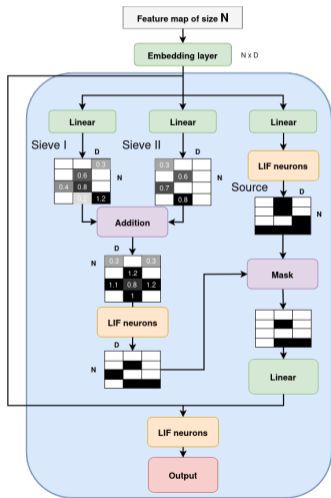 Feature map of size N
Embedding layer
N x D
Linear
Linear
Linear
Sieve I
D
Sieve II
D
LIF neurons
0.3
0.6
0.4 0.8
1.2
N
0.3
0.6
0.7
0.8
N
Source
D
N
Addition
D
N
0.3 0.3
1.2
1.1 0.8 1.2
1
Mask
LIF neurons
D
N
Linear
LIF neurons
Output